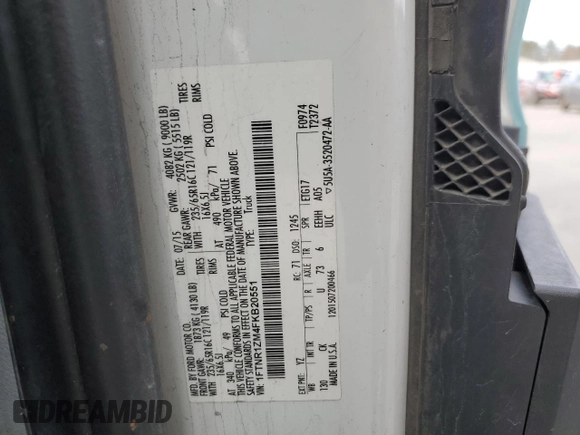 MFD. BY FORD MOTOR CO.
DATE: 07/15 GVWR: 4082 KG ( 9000 LB)
FRONT GAWR: 1873 KG ( 4130 LB) REAR GAWR: 2502 KG ( 5515 LB)
WITH 235/65R16C 121/119R TIRES WITH 235/65R16C 121/119R TIRES
16X6.5J RIMS 16X6.5J RIMS
AT 340 kPa/ 49 PSI COLD AT 490 kPa/ 71 PSI COLD
THIS VEHICLE CONFORMS TO ALL APPLICABLE FEDERAL MOTOR VEHICLE
SAFETY STANDARDS IN EFFECT ON THE DATE OF MANUFACTURE SHOWN ABOVE.
VIN: 1FTNR1ZM4FKB20551 Truck
F0974
T2372
EXT PNT: YZ RC: 71 DSO: 1245
WB INT TR TP/PS R AXLE TR SPR ETG17
130 CK U 73 6 EEHH A05
MADE IN U.S.A. 1201507200466 ULC 5U5A-3520472-AA
DREAMBID